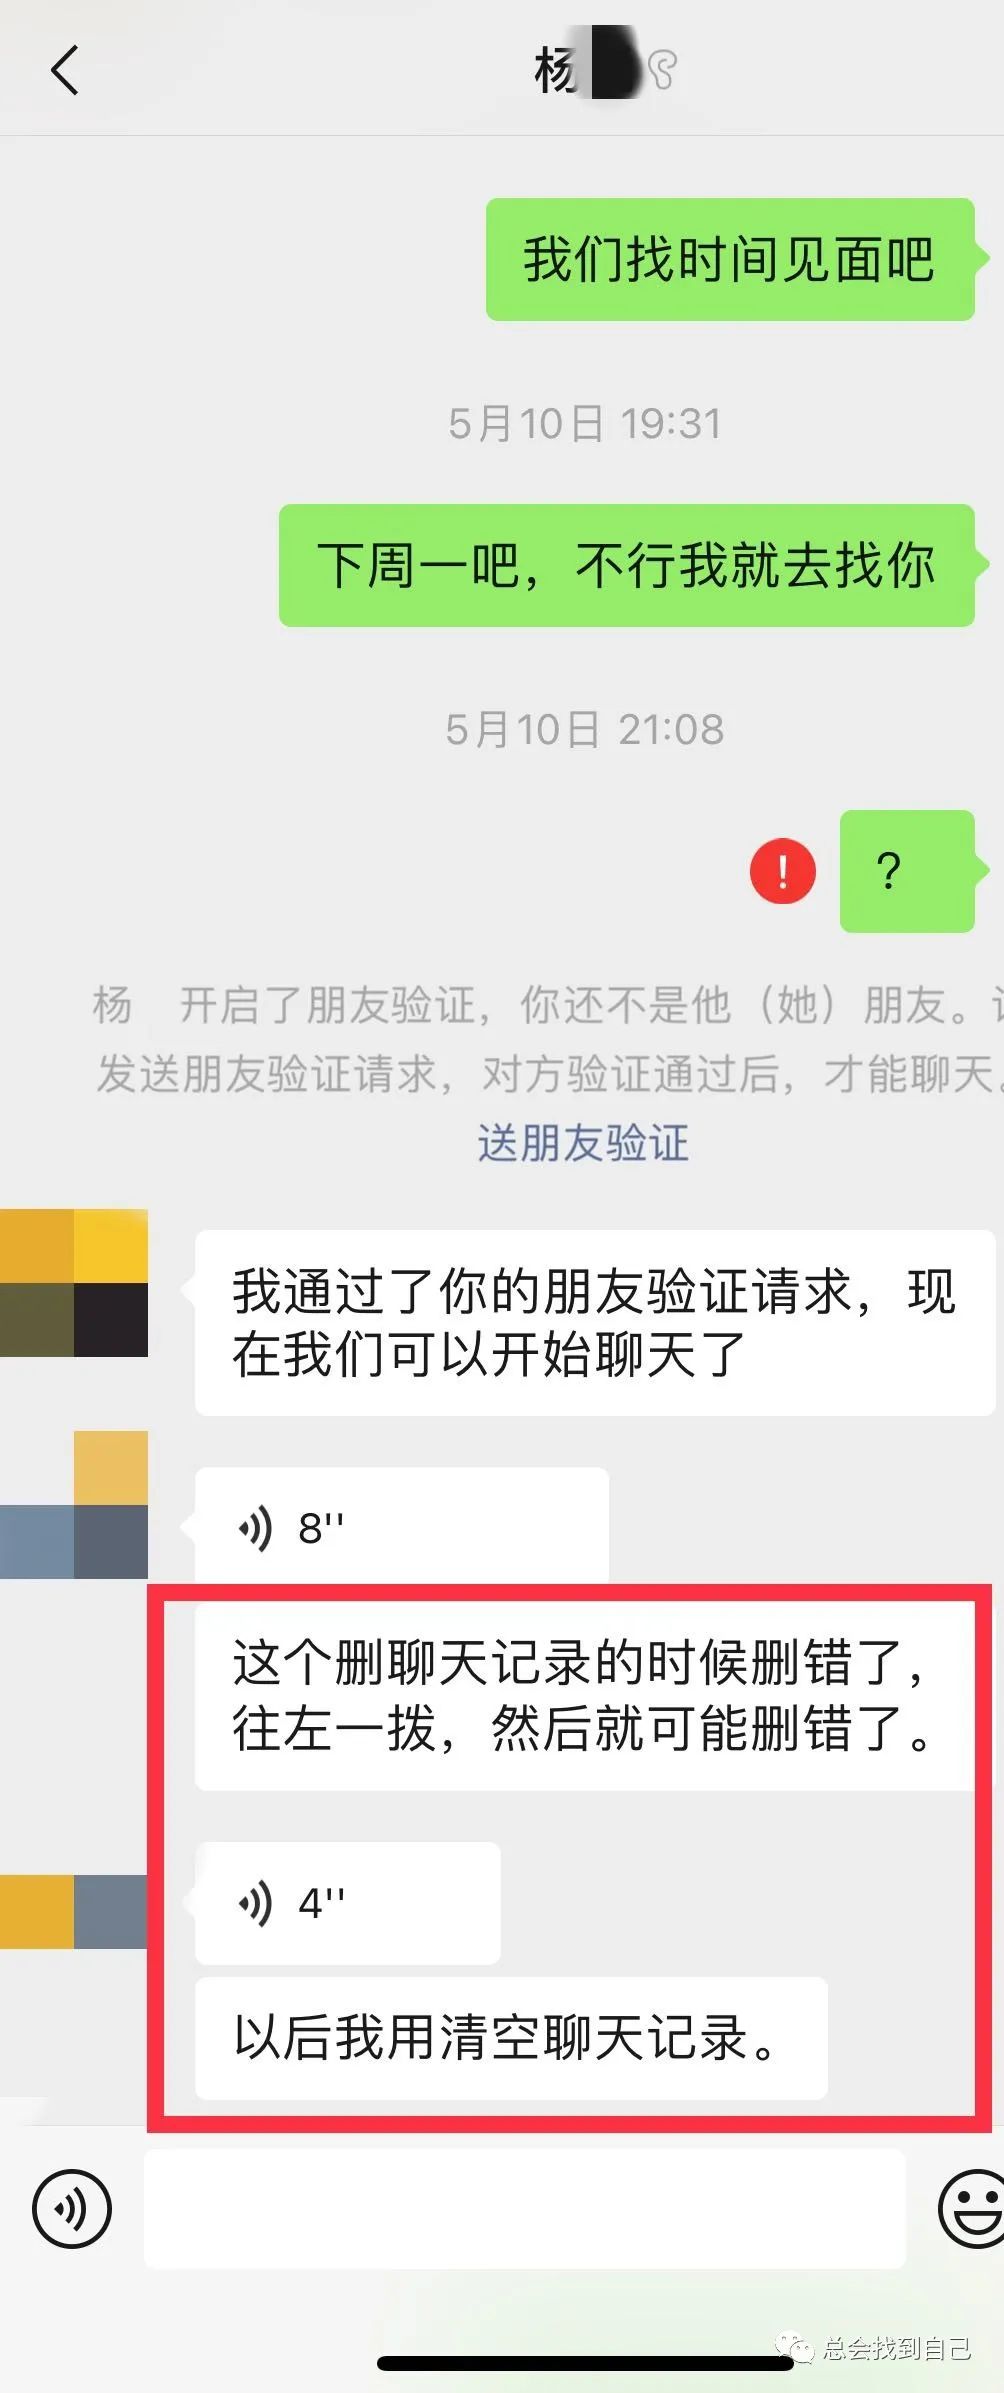 杨
我们找时间见面吧
5月10日 19:31
下周一吧，不行我就去找你
5月10日 21:08
!
?
杨 开启了朋友验证，你还不是他（她）朋友。
发送朋友验证请求，对方验证通过后，才能聊天。
送朋友验证
我通过了你的朋友验证请求，现
在我们可以开始聊天了
8''
这个删聊天记录的时候删错了，
往左一拨，然后就可能删错了。
4''
以后我用清空聊天记录。
总会找到自己